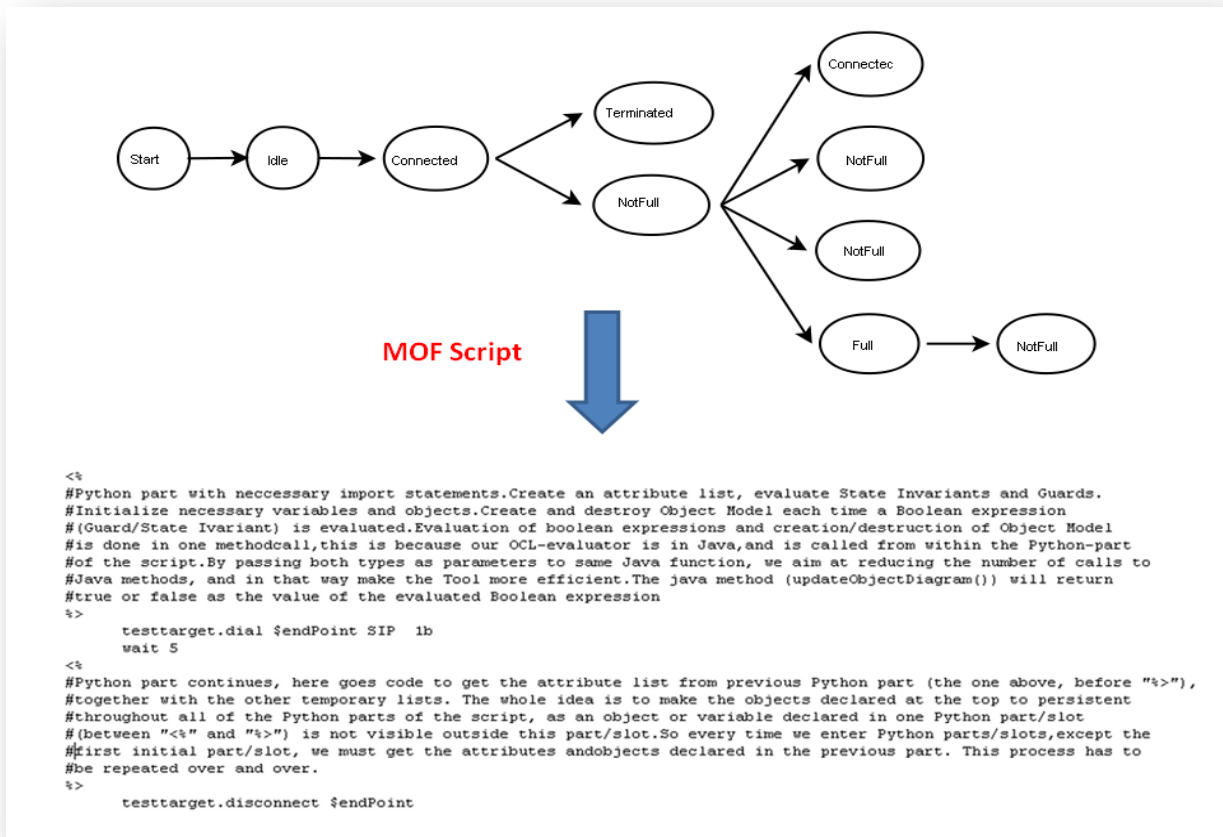 Connectec
Terminated
Start
Idle
Connected
NotFull
NotFull
NotFull
Full
NotFull
MOF Script
<%
#Python part with neccessary import statements.Create an attribute list, evaluate State Invariants and Guards.
#Initialize necessary variables and objects.Create and destroy Object Model each time a Boolean expression
#(Guard/State Ivariant) is evaluated.Evaluation of boolean expressions and creation/destruction of Object Model
#is done in one methodcall,this is because our OCL-evaluator is in Java,and is called from within the Python-part
#of the script.By passing both types as parameters to same Java function, we aim at reducing the number of calls to
#Java methods, and in that way make the Tool more efficient.The java method (updateObjectDiagram()) will return
#true or false as the value of the evaluated Boolean expression
%>
testtarget.dial $endPoint SIP 1b
wait 5
<%
#Python part continues, here goes code to get the attribute list from previous Python part (the one above, before "%>"),
#together with the other temporary lists. The whole idea is to make the objects declared at the top to persistent
#throughout all of the Python parts of the script, as an object or variable declared in one Python part/slot
#(between "<%" and "%>") is not visible outside this part/slot.So every time we enter Python parts/slots,except the
#first initial part/slot, we must get the attributes andobjects declared in the previous part. This process has to
#be repeated over and over.
%>
testtarget.disconnect $endPoint